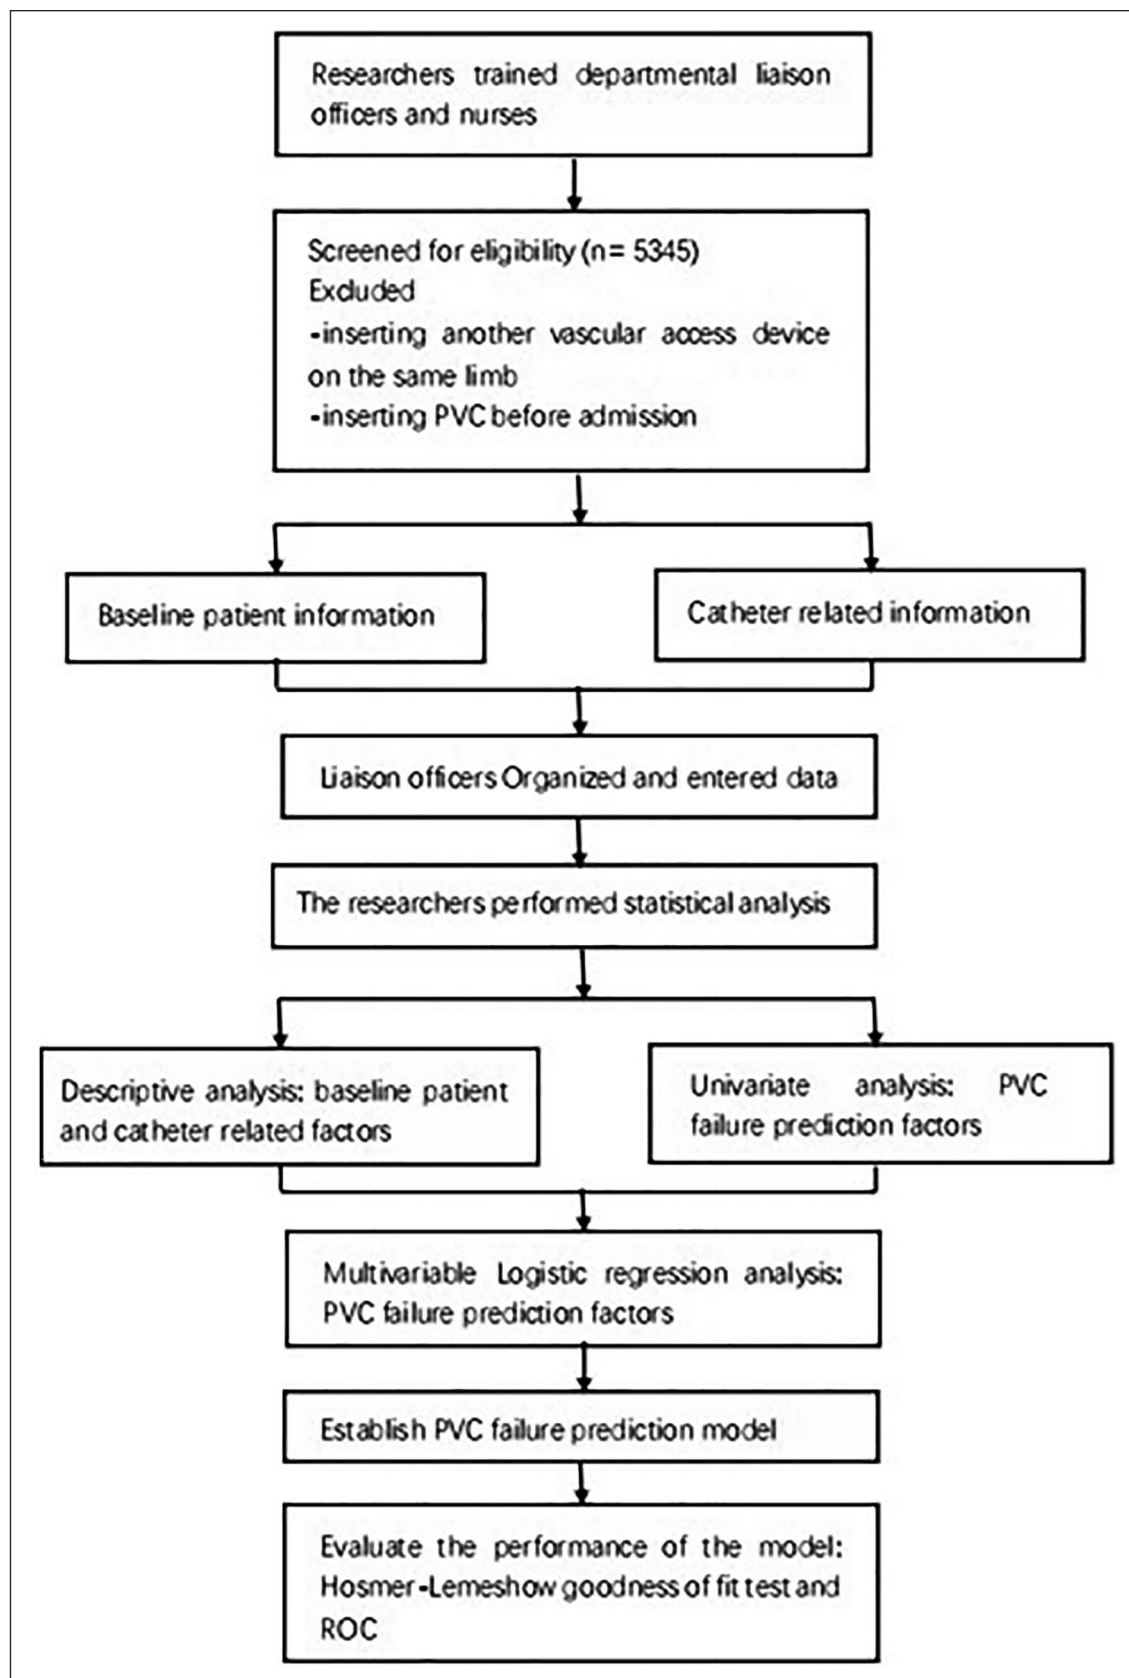 Researchers trained departmental liaison
officers and nurses
Screened for eligibility (n= 5345)
Excluded
-inserting another vascular access device
on the same limb
-inserting PVC before admission
Baseline patient information
Catheter related information
Liaison officers Organized and entered data
The researchers performed statistical analysis
Descriptive analysis: baseline patient
and catheter related factors
Univariate analysis: PVC
failure prediction factors
Multivariable Logistic regression analysis:
PVC failure prediction factors
Establish PVC failure prediction model
Evaluate the performance of the model:
Hosmer-Lemeshow goodness of fit test and
ROC